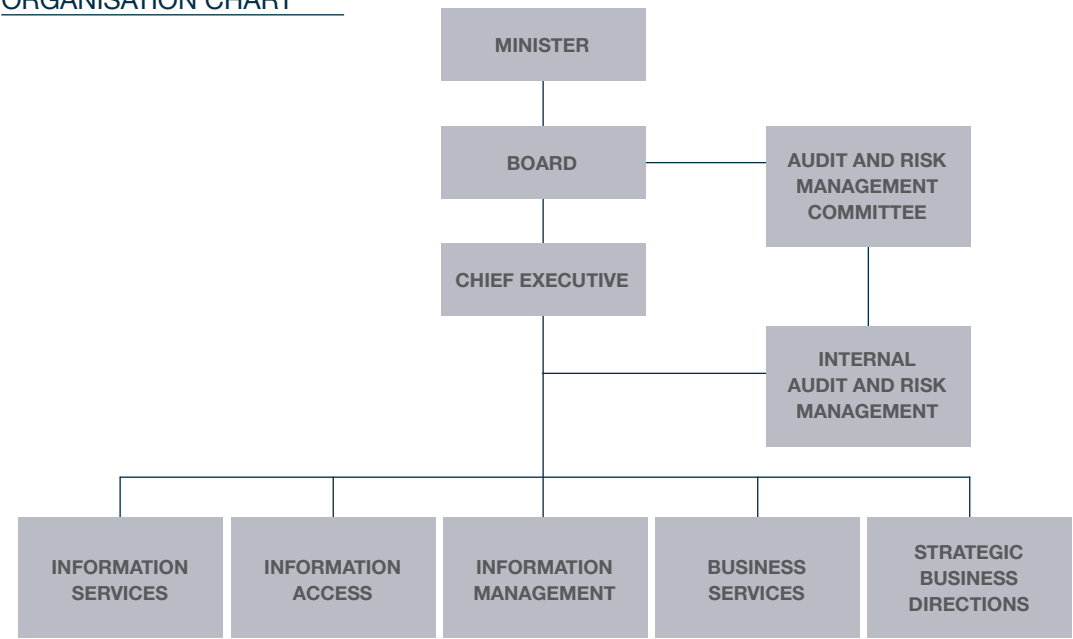 ORGANISATION CHART
MINISTER
BOARD
AUDIT AND RISK
MANAGEMENT
COMMITTEE
CHIEF EXECUTIVE
INTERNAL
AUDIT AND RISK
MANAGEMENT
INFORMATION
SERVICES
INFORMATION
ACCESS
INFORMATION
MANAGEMENT
BUSINESS
SERVICES
STRATEGIC
BUSINESS
DIRECTIONS